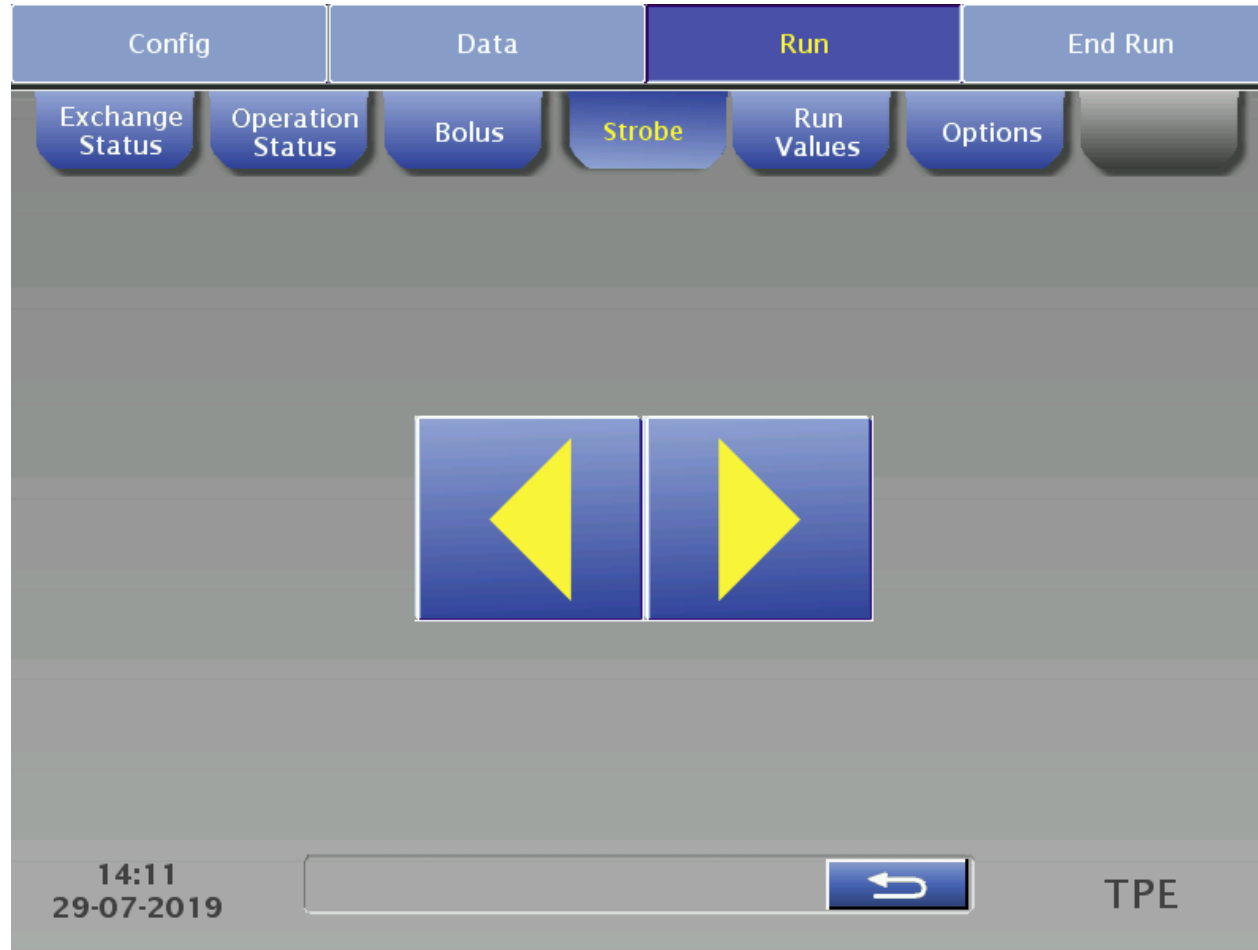 Config
Data
Run
End Run
Exchange
Status
Operation
Status
Bolus
Strobe
Run
Values
Options
14:11
29-07-2019
TPE